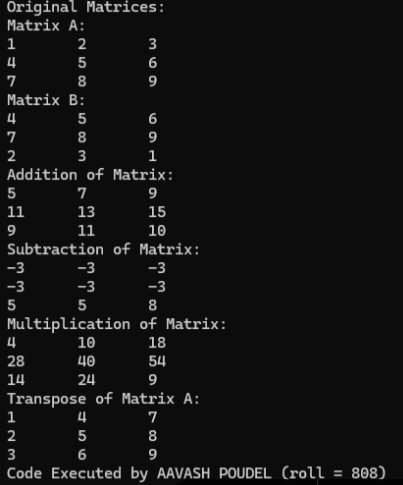 Original Matrices:
Matrix A:
1 2 3
4 5 6
7 8 9
Matrix B:
4 5 6
7 8 9
2 3 1
Addition of Matrix:
5 7 9
11 13 15
9 11 10
Subtraction of Matrix:
-3 -3 -3
-3 -3 -3
5 5 8
Multiplication of Matrix:
4 10 18
28 40 54
14 24 9
Transpose of Matrix A:
1 4 7
2 5 8
3 6 9
Code Executed by AAVASH POUDEL (roll = 808)